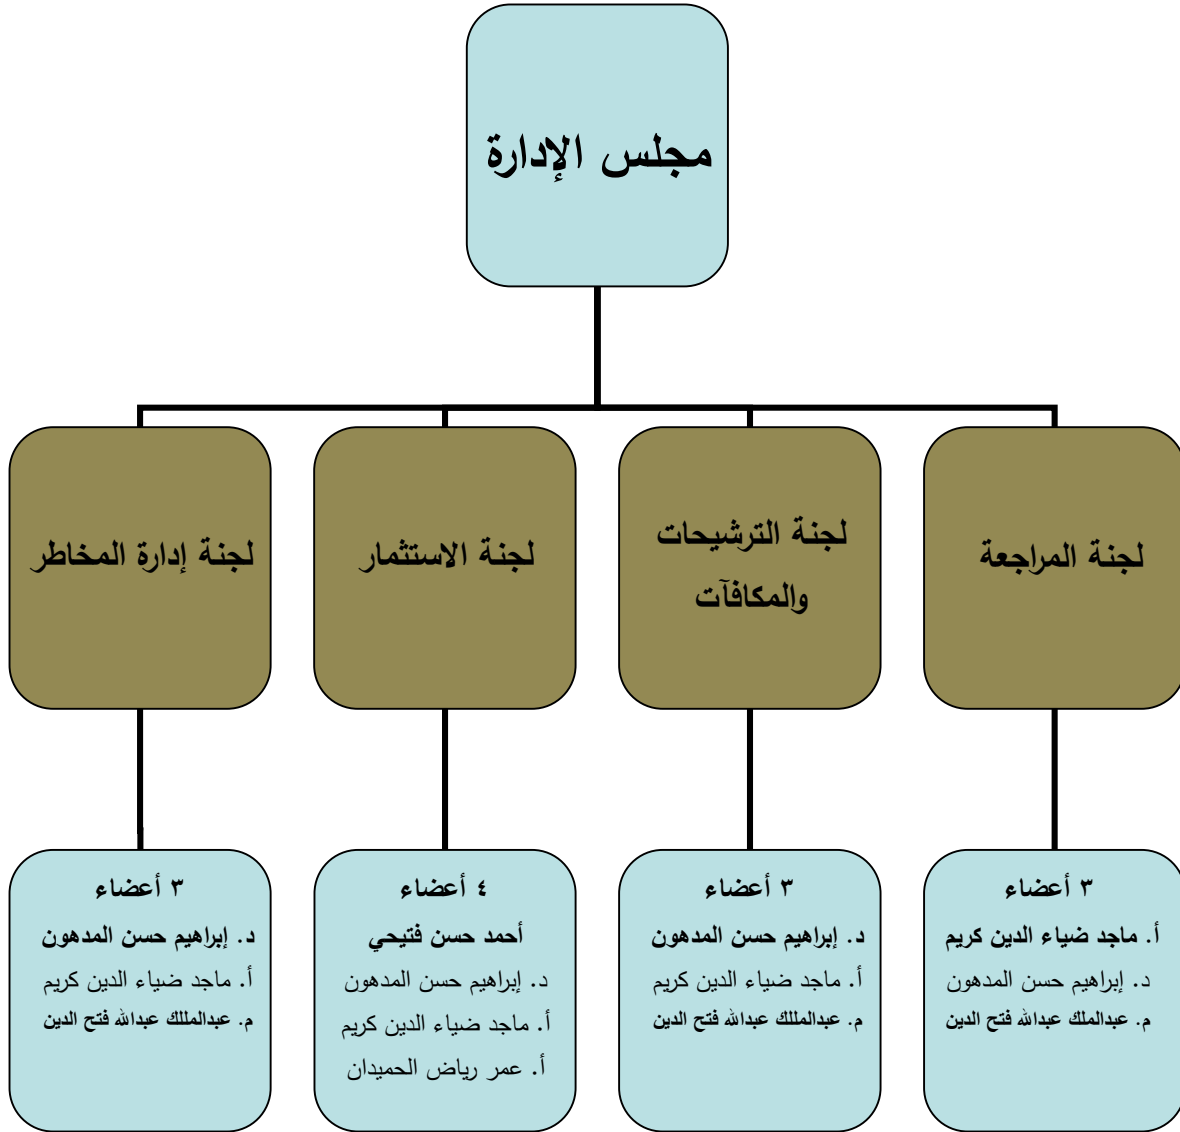 مجلس الإدارة
لجنة المراجعة
لجنة الترشيحات
والمكافآت
لجنة الاستثمار
لجنة إدارة المخاطر
٣ أعضاء
أ. ماجد ضياء الدين كريم
د. إبراهيم حسن المدهون
م. عبدالملك عبدالله فتح الدين
٣ أعضاء
د. إبراهيم حسن المدهون
أ. ماجد ضياء الدين كريم
م. عبدالمللك عبدالله فتح الدين
٤ أعضاء
أحمد حسن فتيحي
د. إبراهيم حسن المدهون
أ. ماجد ضياء الدين كريم
أ. عمر رياض الحميدان
٣ أعضاء
د. إبراهيم حسن المدهون
أ. ماجد ضياء الدين كريم
م. عبدالمللك عبدالله فتح الدين